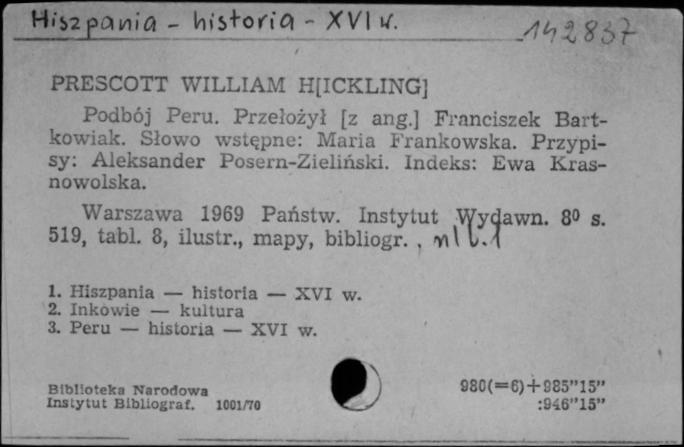 Hiszpania - historia - XVI w.
142837
PRESCOTT WILLIAM H[ICKLING]
Podbój Peru. Przełożył [z ang.] Franciszek Bart-
kowiak. Słowo wstępne: Maria Frankowska. Przypi-
sy: Aleksander Posern-Zieliński. Indeks: Ewa Kras-
nowolska.
Warszawa 1969 Państw. Instytut Wydawn. 8⁰ s.
519, tabl. 8, ilustr., mapy, bibliogr.,
1. Hiszpania — historia — XVI w.
2. Inkowie — kultura
3. Peru — historia — XVI w.
Biblioteka Narodowa
Instytut Bibliograf. 1001/70
980(=6)+985"15"
:946"15"